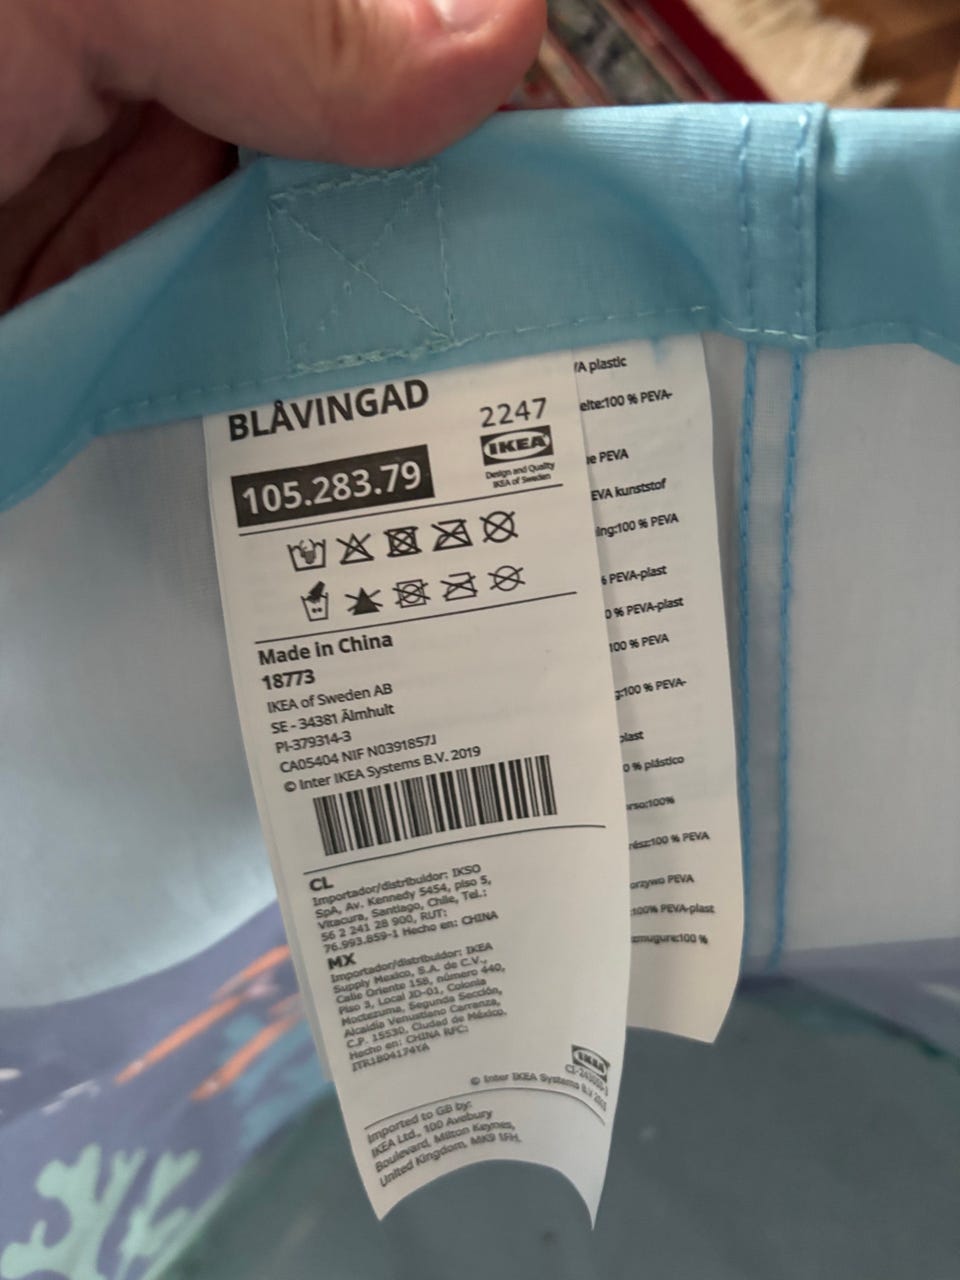 BLÅVINGAD
2247
IKEA
Design and Quality
IKEA of Sweden
105.283.79
Made in China
18773
IKEA of Sweden AB
SE - 34381 Älmhult
PI-379314-3
CA05404 NIF N0391857J
© Inter IKEA Systems B.V. 2019
CL
Importador/distribuidor: IKSO
SpA, Av. Kennedy 5454, piso 5,
Vitacura, Santiago, Chile, Tel.:
56 2 241 28 900, RUT:
76.993.859-1 Hecho en: CHINA
MX
Importador/distribuidor: IKEA
Supply Mexico, S.A. de C.V.,
Calle Oriente 158, número 440,
Piso 3, Local JD-01, Colonia
Moctezuma, Segunda Sección,
Alcaldía Venustiano Carranza,
C.P. 15530, Ciudad de México.
Hecho en: CHINA RFC:
ITR1804174YA
IKEA
© Inter IKEA Systems B.V.
Imported to GB by:
IKEA Ltd., 100 Avebury
Boulevard, Milton Keynes,
United Kingdom, MK9 1FH.
/A plastic
elte:100 % PEVA-
e PEVA
EVA kunststof
ing:100 % PEVA
% PEVA-plast
0 % PEVA-plast
100 % PEVA
g:100 % PEVA-
plast
0 % plástico
rso:100%
rész:100 % PEVA
orzywo PEVA
:100% PEVA-plast
zmugure:100 %